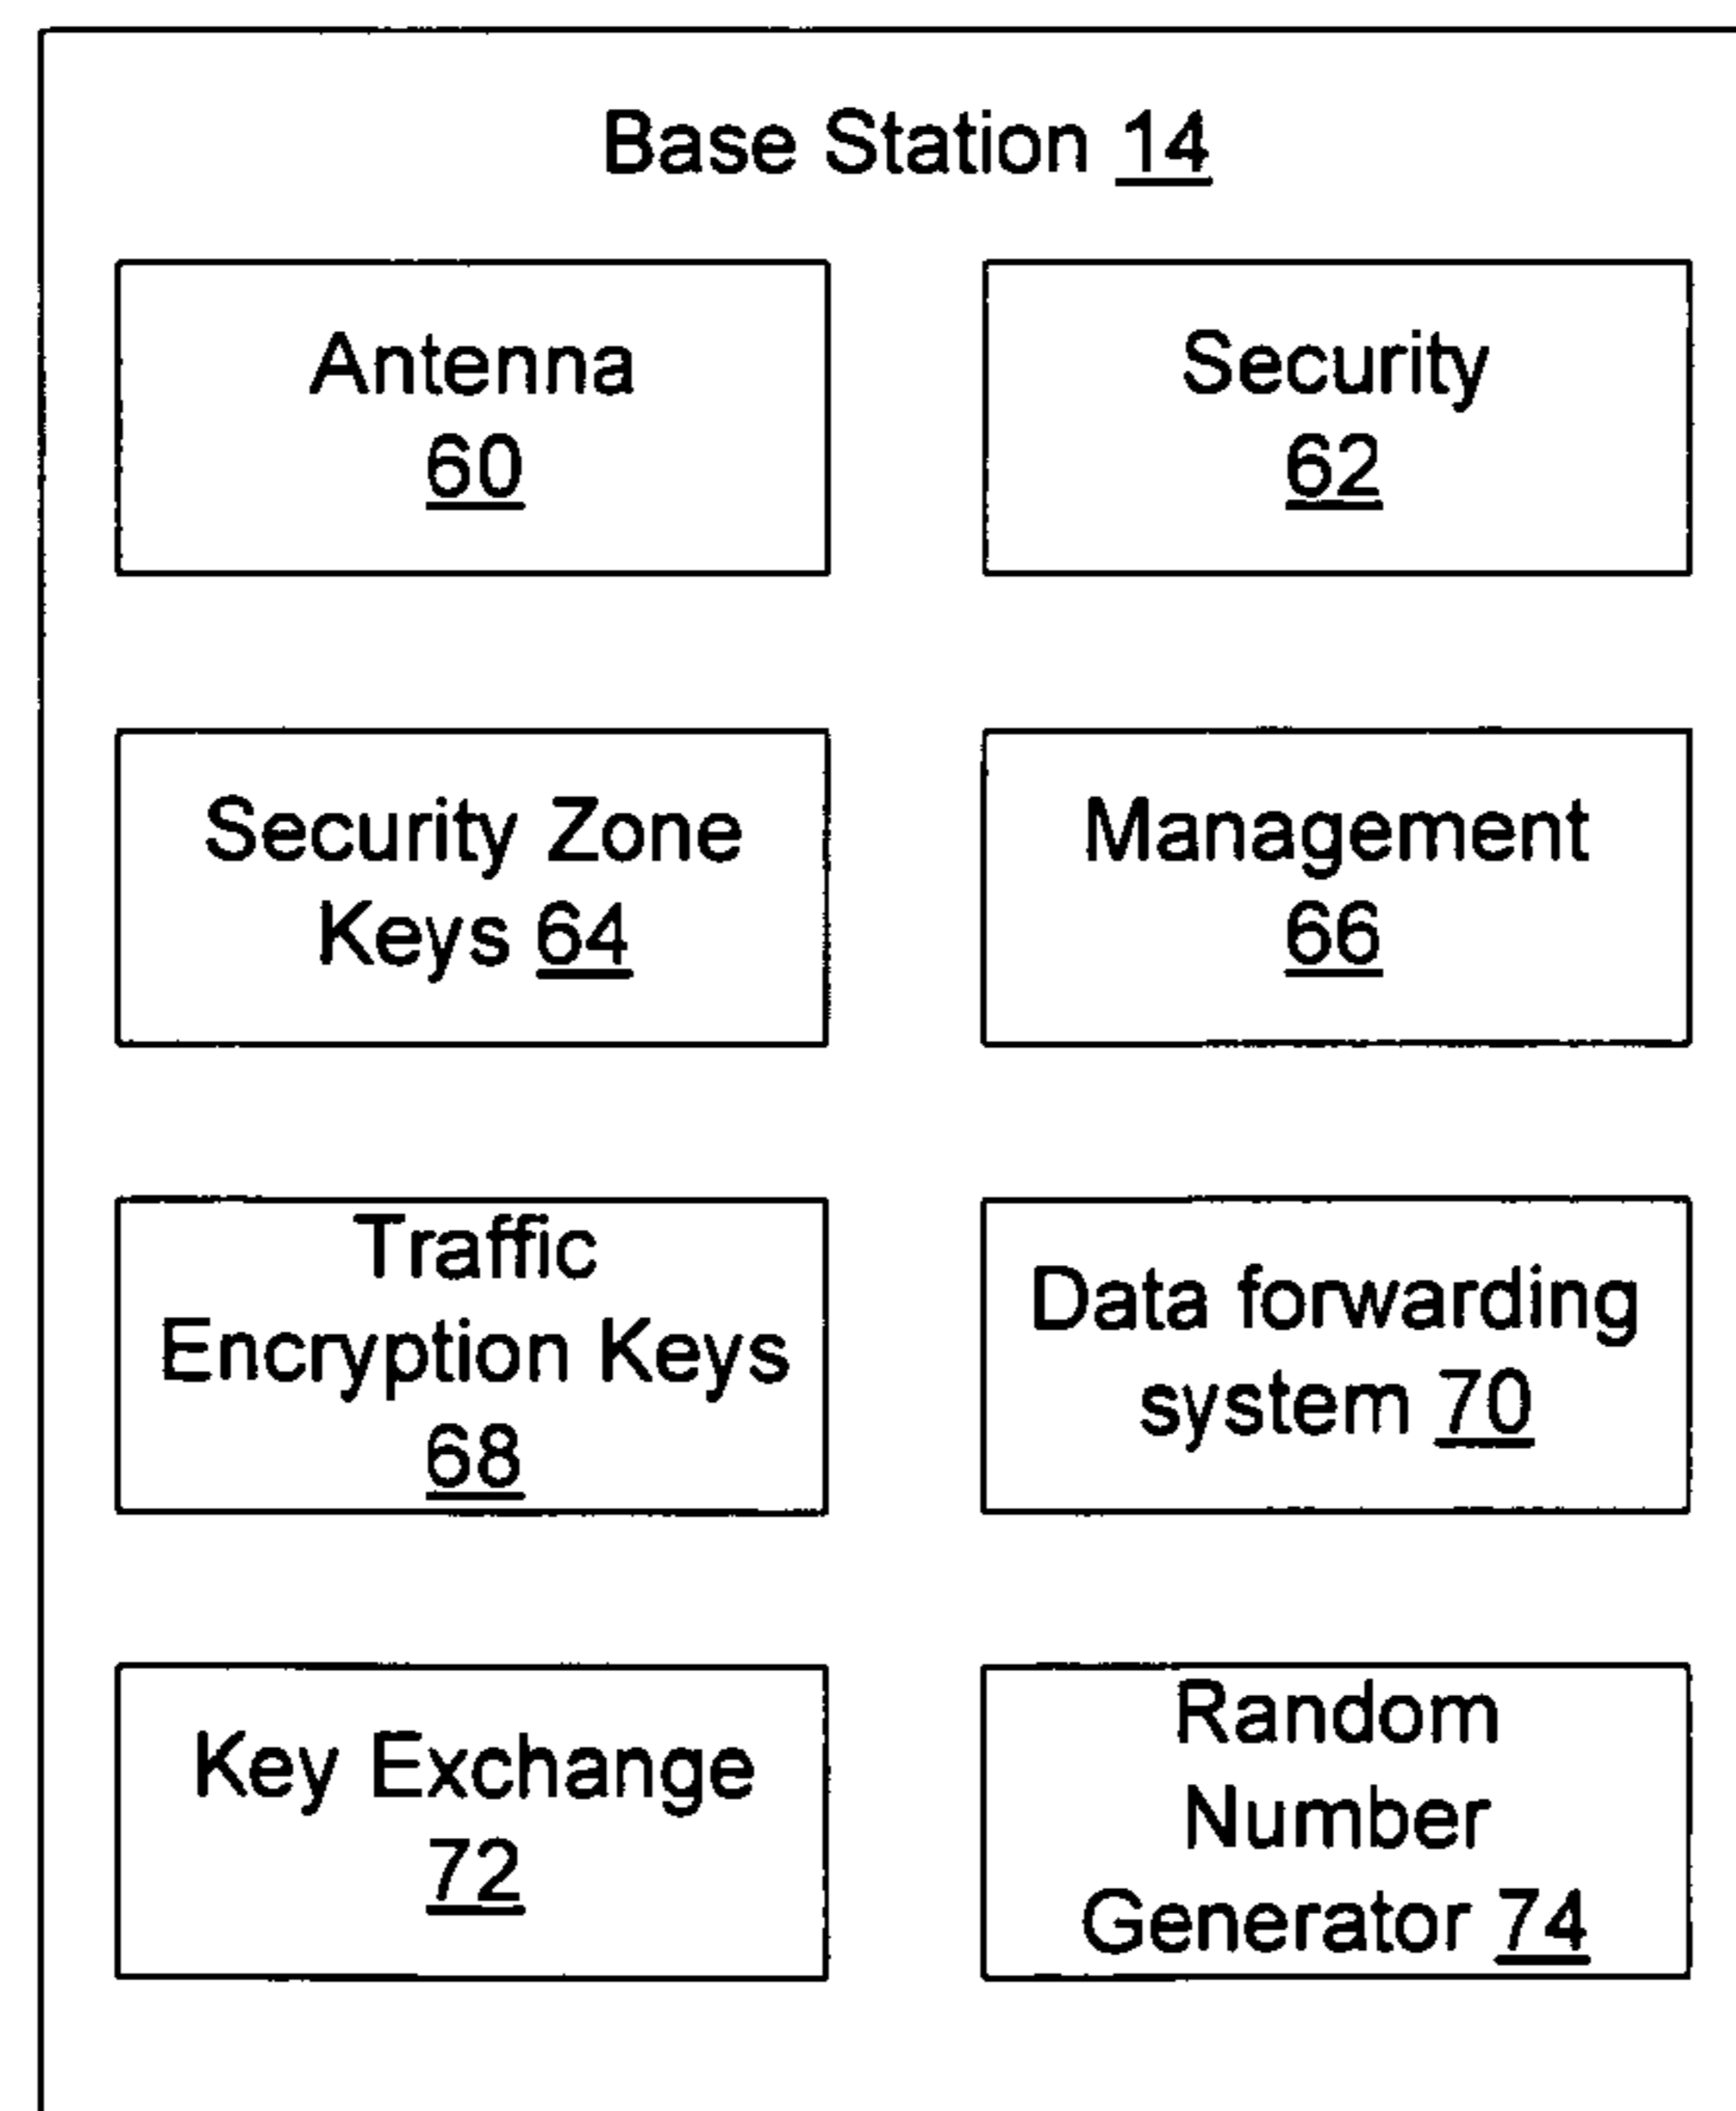 Base Station 14
Antenna
60
Security
62
Security Zone
Keys 64
Management
66
Traffic
Encryption Keys
68
Data forwarding
system 70
Key Exchange
72
Random
Number
Generator 74